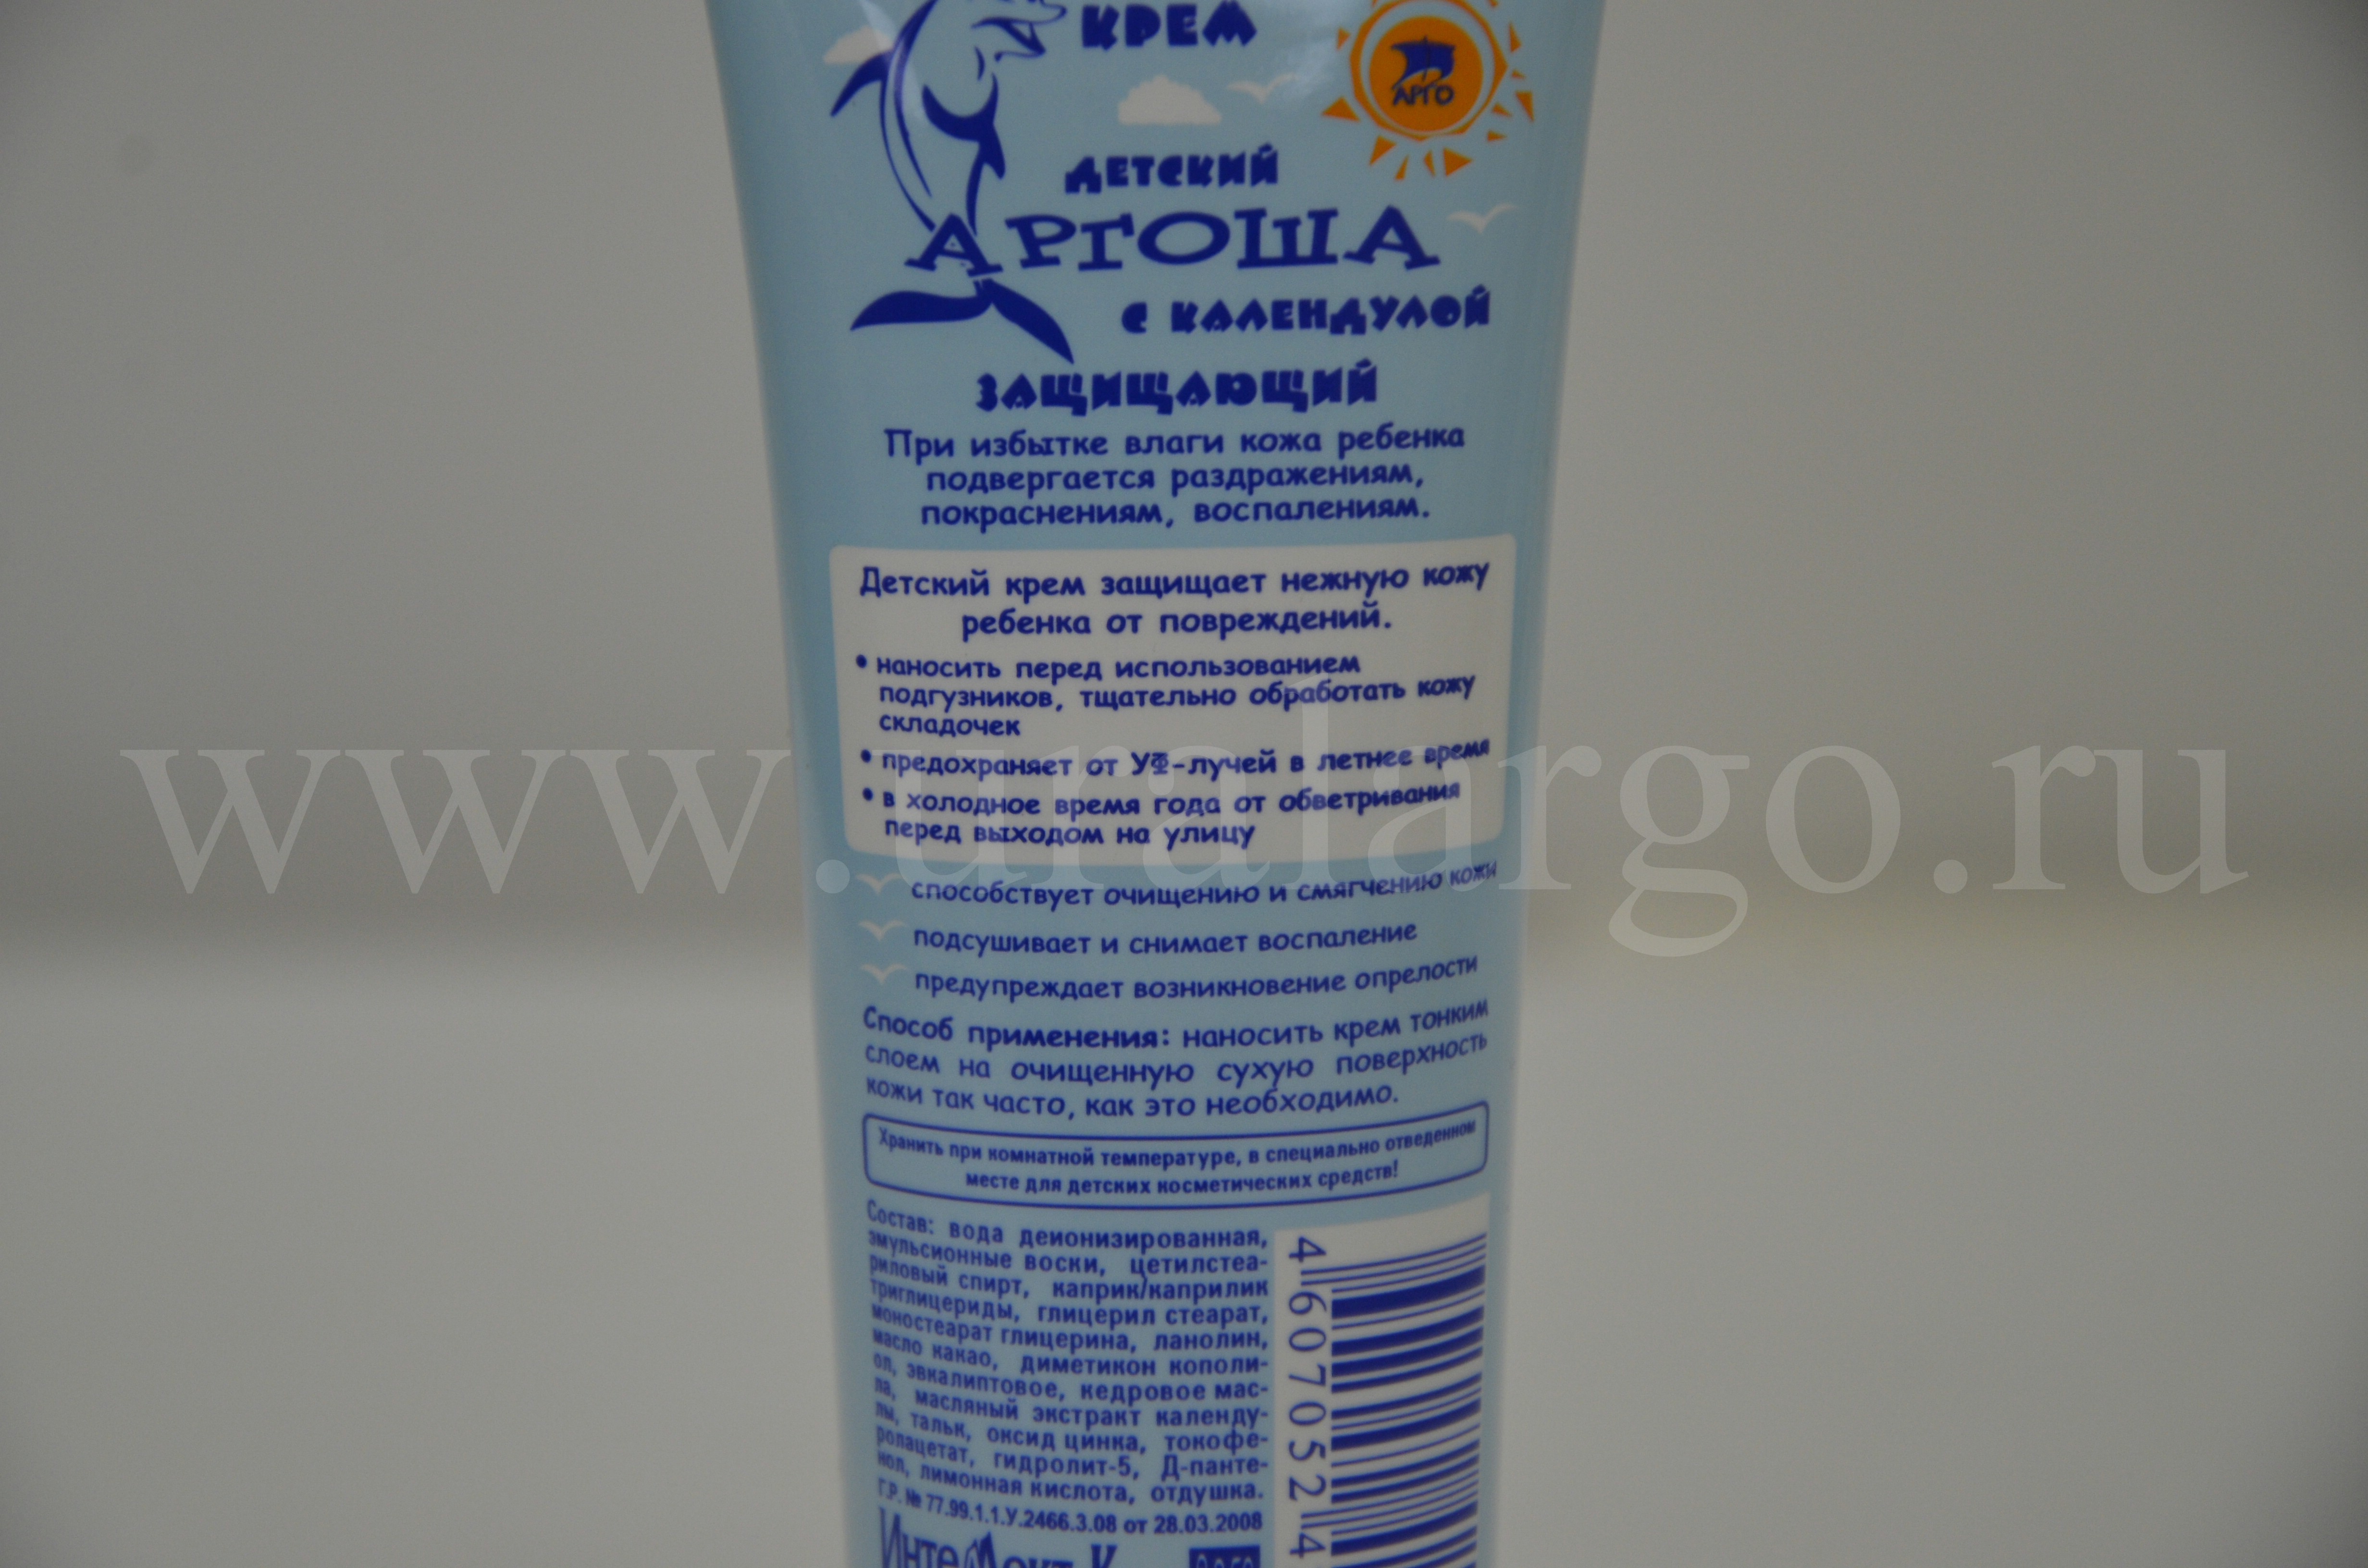 КРЕМ
АРГО
ДЕТСКИЙ
АРГОША
С КАЛЕНДУЛОЙ
ЗАЩИЩАЮЩИЙ
При избытке влаги кожа ребенка
подвергается раздражениям,
покраснениям, воспалениям.
Детский крем защищает нежную кожу
ребенка от повреждений.
• наносить перед использованием
подгузников, тщательно обработать кожу
складочек
• предохраняет от УФ-лучей в летнее время
• в холодное время года от обветривания
перед выходом на улицу
www.uralargo.ru
способствует очищению и смягчению кожи
подсушивает и снимает воспаление
предупреждает возникновение опрелости
Способ применения: наносить крем тонким
слоем на очищенную сухую поверхность
кожи так часто, как это необходимо.
Хранить при комнатной температуре, в специально отведенном
месте для детских косметических средств!
Состав: вода деионизированная,
эмульсионные воски, цетилстеа-
риловый спирт, каприк/каприлик
триглицериды, глицерил стеарат,
моностеарат глицерина, ланолин,
масло какао, диметикон кополи-
ол, эвкалиптовое, кедровое мас-
ла, масляный экстракт календу-
лы, тальк, оксид цинка, токофе-
ролацетат, гидролит-5, Д-панте-
нол, лимонная кислота, отдушка.
Г.Р. № 77.99.1.1.У.2466.3.08 от 28.03.2008
4 607052 4